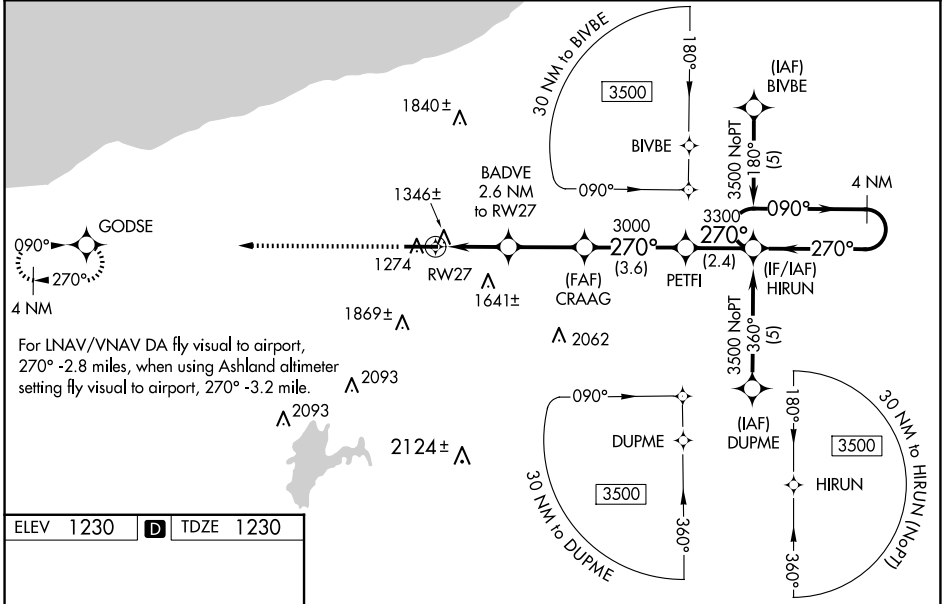 30 NM to BIVBE
180°
3500
BIVBE
090°
(IAF)
BIVBE
3500 NoPT
180°
(5)
1840±
1346±
BADVE
2.6 NM
to RW27
4 NM
090°
270°
GODSE
090°
270°
4 NM
1274
RW27
1641±
(FAF)
CRAAG
3000
270°
(3.6)
PETFI
3300
270°
(2.4)
(IF/IAF)
HIRUN
1869±
2062
For LNAV/VNAV DA fly visual to airport,
270° -2.8 miles, when using Ashland altimeter
setting fly visual to airport, 270° -3.2 mile.
2093
2093
2124±
3500 NoPT
360°
(5)
(IAF)
DUPME
090°
DUPME
3500
360°
30 NM to DUPME
180°
3500
HIRUN
360°
30 NM to HIRUN (NoPT)
ELEV 1230 D TDZE 1230